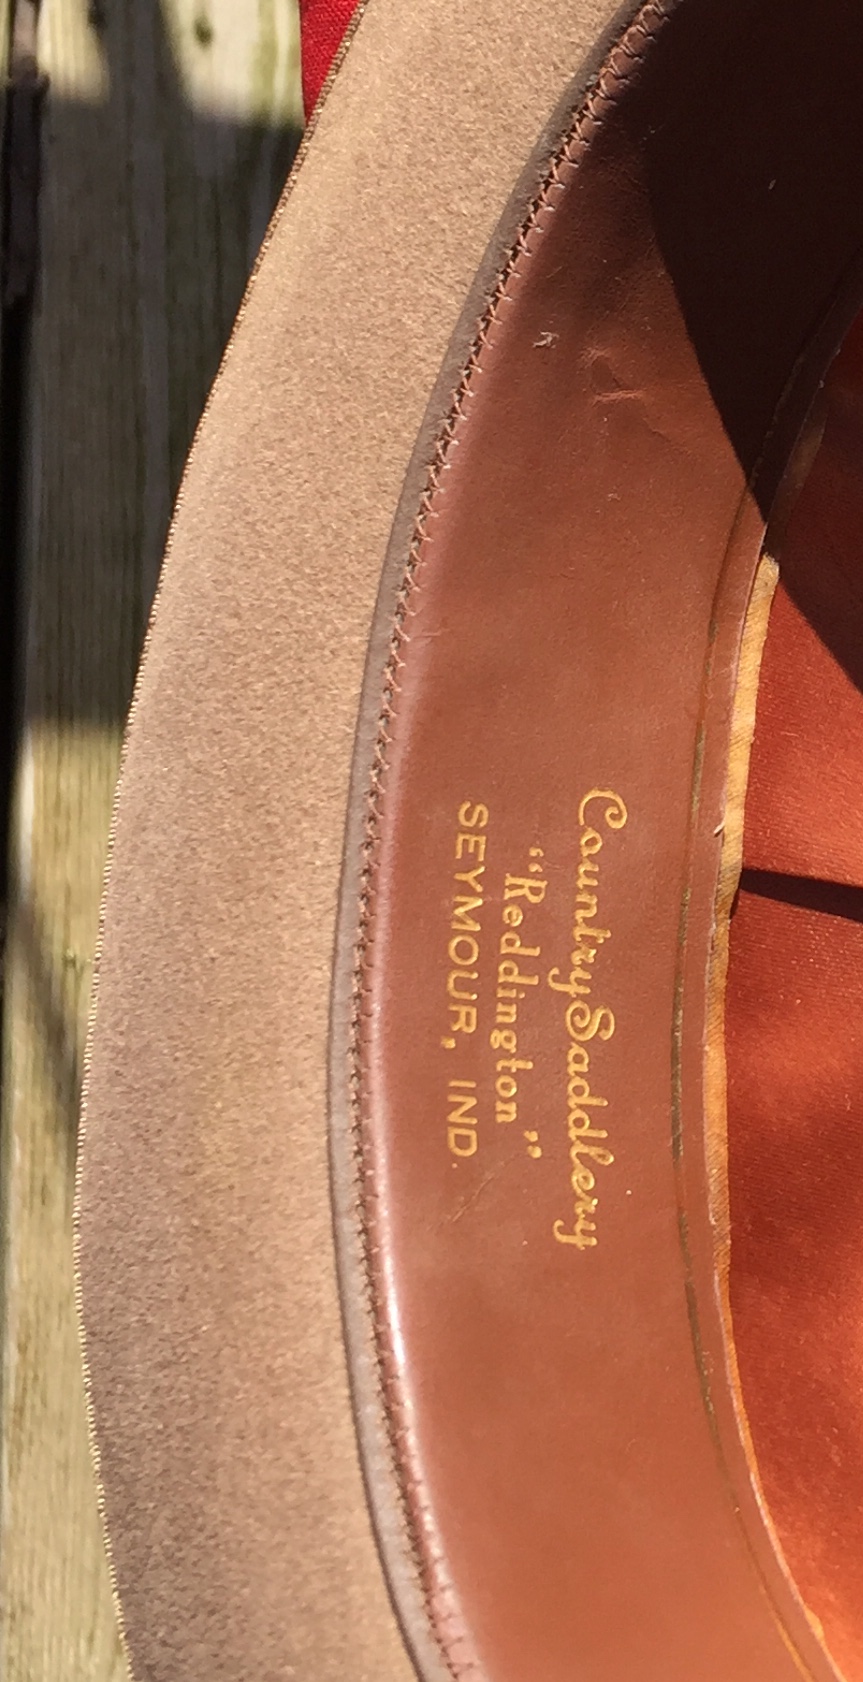 Country Saddlery
“Reddington”
SEYMOUR, IND.